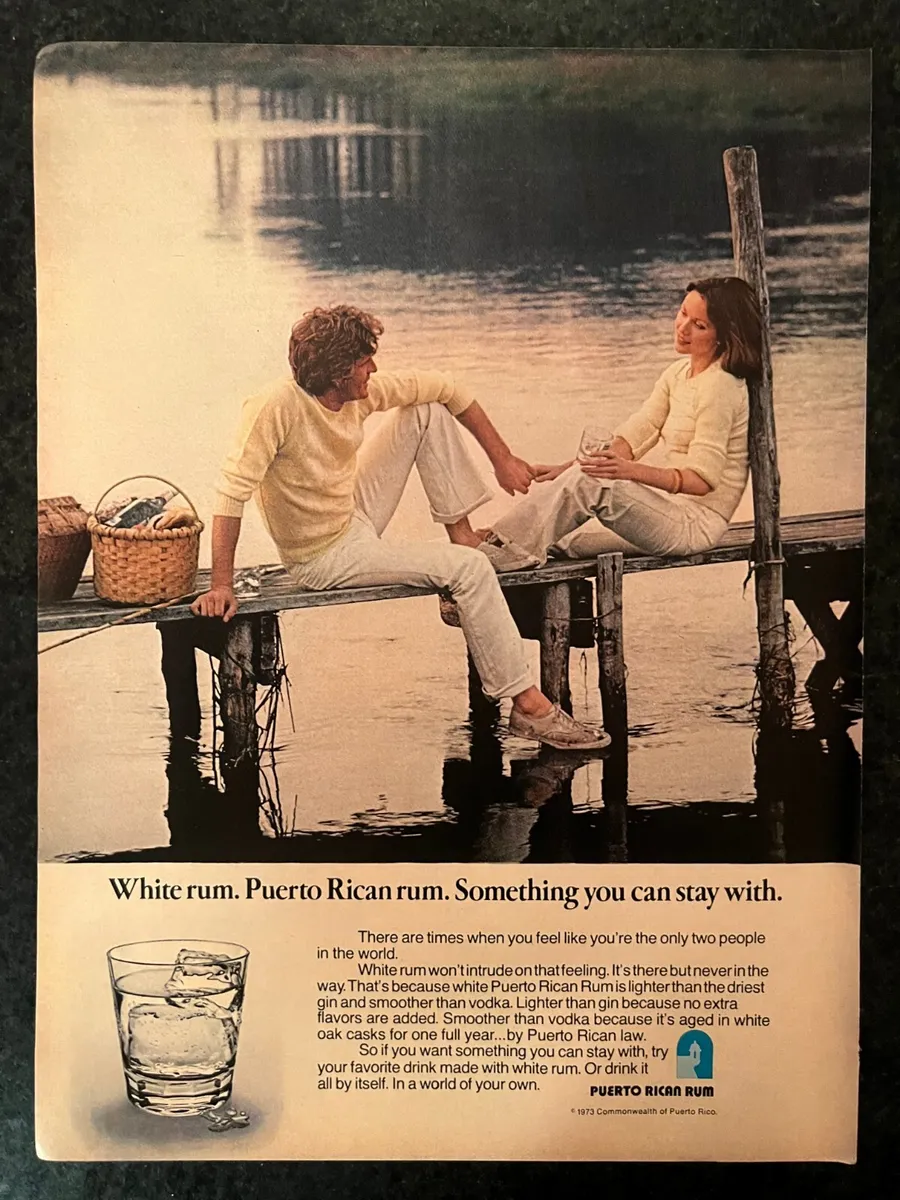 White rum. Puerto Rican rum. Something you can stay with.
There are times when you feel like you're the only two people
in the world.
White rum won't intrude on that feeling. It's there but never in the
way. That's because white Puerto Rican Rum is lighter than the driest
gin and smoother than vodka. Lighter than gin because no extra
flavors are added. Smoother than vodka because it's aged in white
oak casks for one full year...by Puerto Rican law.
So if you want something you can stay with, try
your favorite drink made with white rum. Or drink it
all by itself. In a world of your own.
PUERTO RICAN RUM
© 1973 Commonwealth of Puerto Rico.